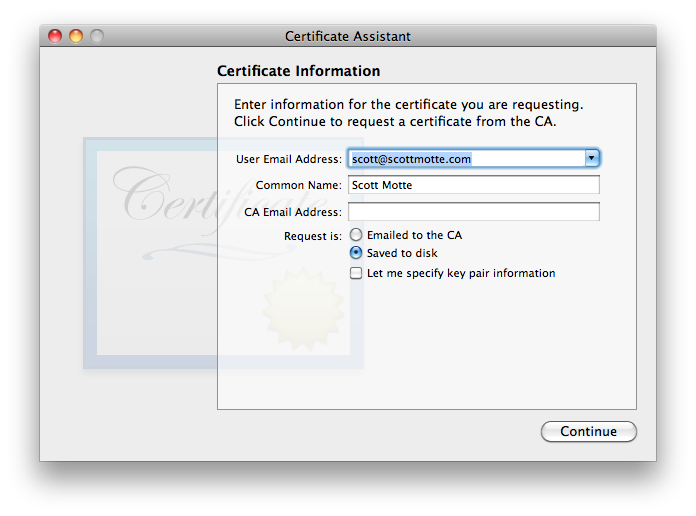 Certificate Assistant
Certificate Information
Enter information for the certificate you are requesting.
Click Continue to request a certificate from the CA.
Certificate
User Email Address: scott@scottmotte.com
Common Name: Scott Motte
CA Email Address:
Request is: Emailed to the CA
Saved to disk
Let me specify key pair information
Continue